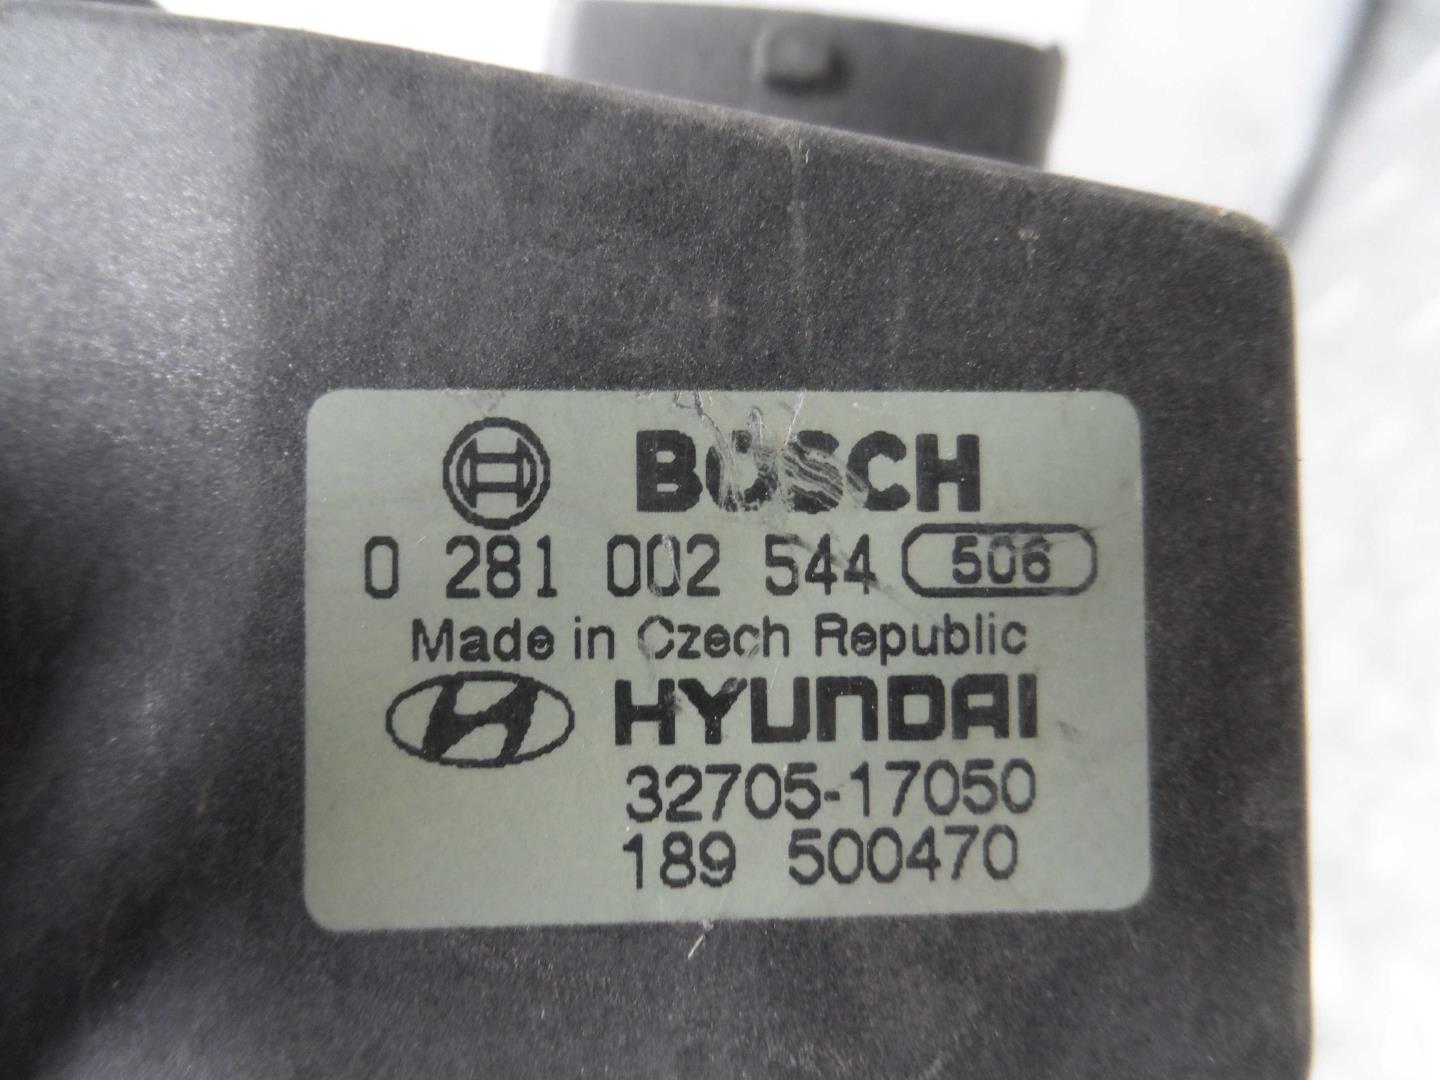 BOSCH
0 281 002 544 506
Made in Czech Republic
HYUNDAI
32705-17050
189 500470